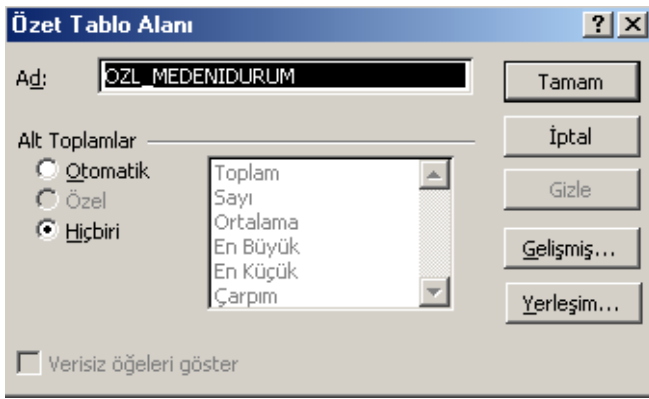 Özet Tablo Alanı
Ad: OZL_MEDENIDURUM
Tamam
İptal
Gizle
Gelişmiş...
Yerleşim...
Alt Toplamlar
Otomatik
Özel
Hiçbiri
Toplam
Sayı
Ortalama
En Büyük
En Küçük
Çarpım
Verisiz öğeleri göster